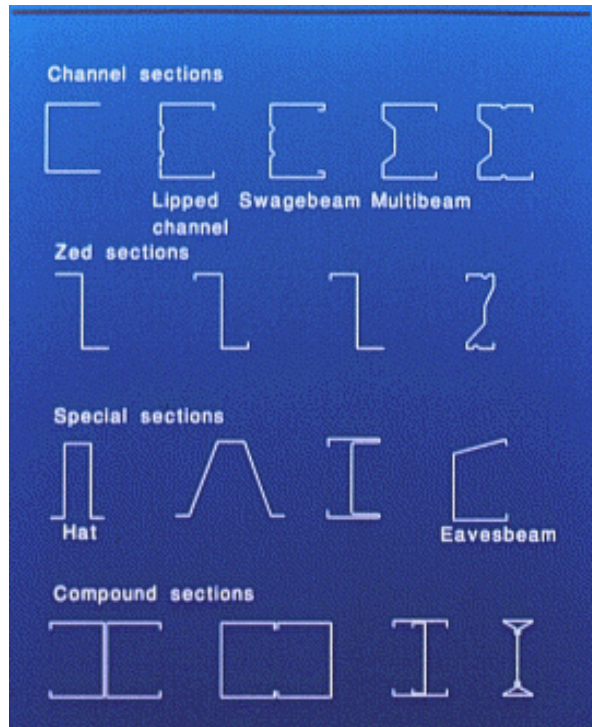 Channel sections
Lipped channel
Swagebeam
Multibeam
Zed sections
Special sections
Hat
Eavesbeam
Compound sections